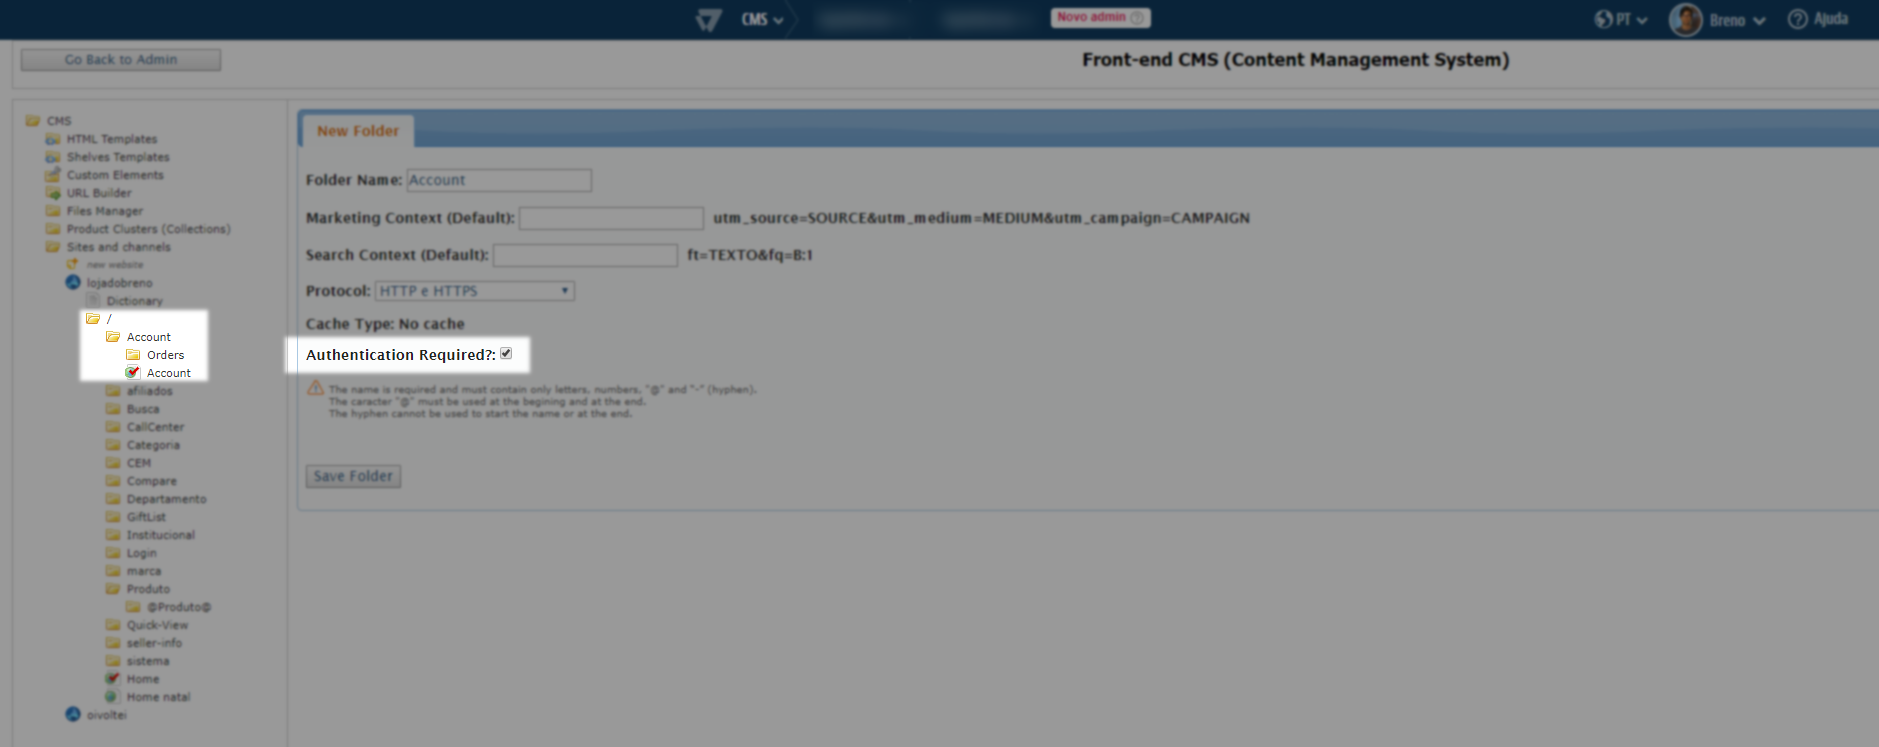 CMS
Novo admin
PT
Breno
Ajuda
Go Back to Admin
Front-end CMS (Content Management System)
CMS
HTML Templates
Shelves Templates
Custom Elements
URL Builder
Files Manager
Product Clusters (Collections)
Sites and channels
new website
lojadobreno
Dictionary
/
Account
Orders
Account
afiliados
Busca
CallCenter
Categoria
CEM
Compare
Departamento
GiftList
Institucional
Login
marca
Produto
@Produto@
Quick-View
seller-info
sistema
Home
Home natal
oivoltei
New Folder
Folder Name: Account
Marketing Context (Default): utm_source=SOURCE&utm_medium=MEDIUM&utm_campaign=CAMPAIGN
Search Context (Default): ft=TEXTO&fq=B:1
Protocol: HTTP e HTTPS
Cache Type: No cache
Authentication Required?:
The name is required and must contain only letters, numbers, "@" and "-" (hyphen).
The caracter "@" must be used at the begining and at the end.
The hyphen cannot be used to start the name or at the end.
Save Folder